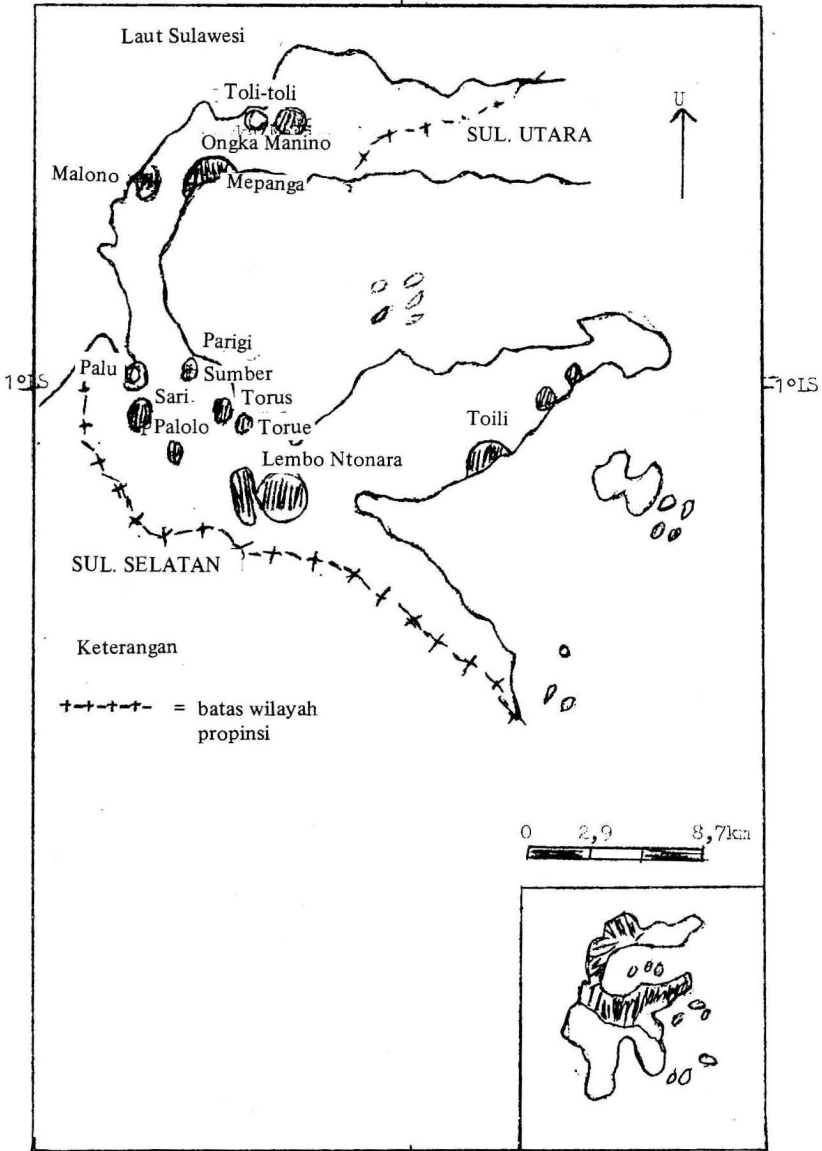 Laut Sulawesi
Toli-toli
U
Ongka Manino
SUL. UTARA
Malono
Mepanga
Parigi
Palu
Sumber
1°LS
1°LS
Sari
Torus
Palolo
Torue
Toili
Lembo Ntonara
SUL. SELATAN
Keterangan
+-+-+-+- = batas wilayah
propinsi
0 2,9 8,7km